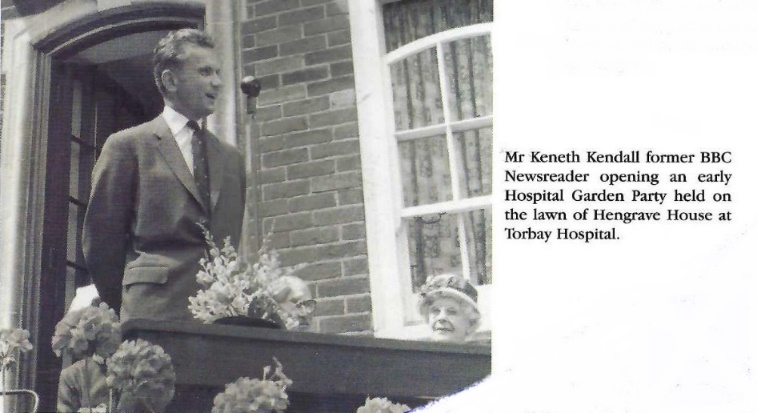 Mr Keneth Kendall former BBC
Newsreader opening an early
Hospital Garden Party held on
the lawn of Hengrave House at
Torbay Hospital.